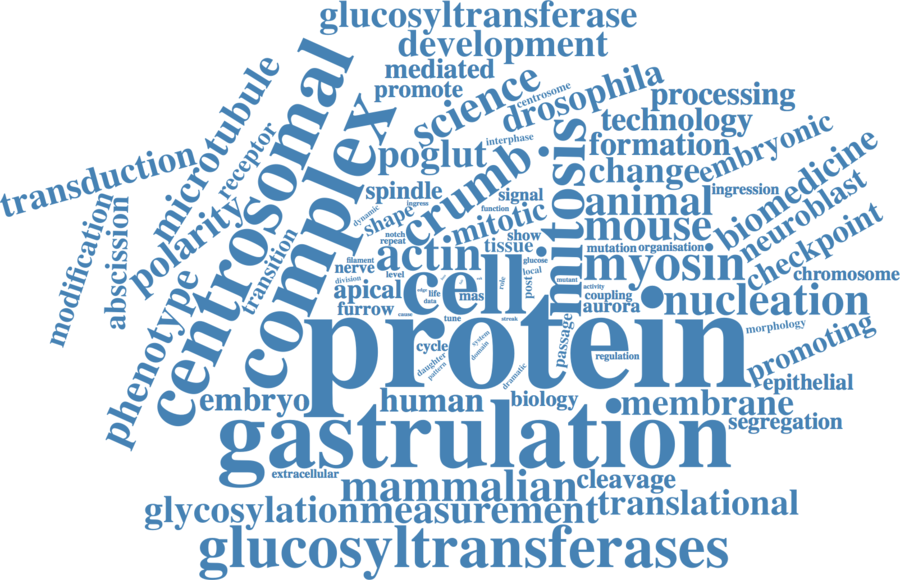 glucosyltransferase
development
mediated
promote
science
centrosome
drosophila
interphase
processing
technology
formation
embryonic
change
ingression
biomedicine
neuroblast
checkpoint
chromosome
animal
mouse
mutation
organisation
myosin
nucleation
mitosis
poglut
crumb
spindle
signal
function
mitotic
show
tissue
glucose
local
post
mutant
activity
coupling
aurora
dynamic
ingress
shape
notch
repeat
actin
filament
nerve
division
level
apical
furrow
cell
edge
life
data
mas
role
cause
tune
streak
transduction
microtubule
receptor
centrosomal
complex
modification
abscission
polarity
transition
phenotype
protein
cycle
daughter
pattern
system
domain
dramatic
passage
regulation
morphology
promoting
epithelial
embryo
human
biology
membrane
segregation
gastrulation
extracellular
mammalian
cleavage
glycosylation
measurement
translational
glucosyltransferases